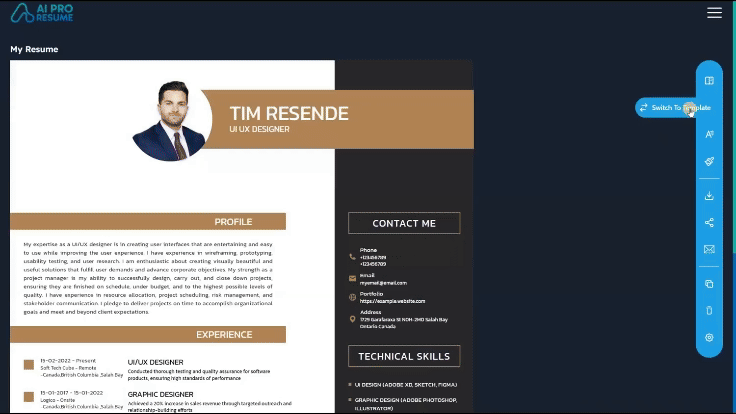 AI PRO
RESUME
My Resume
TIM RESENDE
UI UX DESIGNER
Switch To Template
PROFILE
My expertise as a UI/UX designer is in creating user interfaces that are entertaining and easy
to use while improving the user experience. I have experience in wireframing, prototyping,
usability testing, and user research. I am enthusiastic about creating visually beautiful and
useful solutions that fulfill user demands and advance corporate objectives. My strength as a
project manager is my ability to successfully design, carry out, and close down projects,
ensuring they are finished on schedule, under budget, and to the highest possible levels of
quality. I have experience in resource allocation, project scheduling, risk management, and
stakeholder communication. I pledge to deliver projects on time to accomplish organizational
goals and meet and beyond client expectations.
EXPERIENCE
15-02-2022 - Present
Soft Tech Cube - Remote
-Canada,British Columbia ,Salah Bay
UI/UX DESIGNER
Conducted thorough testing and quality assurance for software
products, ensuring high standards of performance
15-01-2017 - 15-01-2022
Logico - Onsite
-Canada,British Columbia ,Salah Bay
GRAPHIC DESIGNER
Achieved a 20% increase in sales revenue through targeted outreach and
relationship-building efforts
CONTACT ME
Phone
+123456789
+123456789
Email
myemail@email.com
Portfolio
https://example.website.com
Address
1729 Garafaraxa St NOH-2H0 Salah Bay
Ontario Canada
TECHNICAL SKILLS
UI DESIGN (ADOBE XD, SKETCH, FIGMA)
GRAPHIC DESIGN (ADOBE PHOTOSHOP,
ILLUSTRATOR)